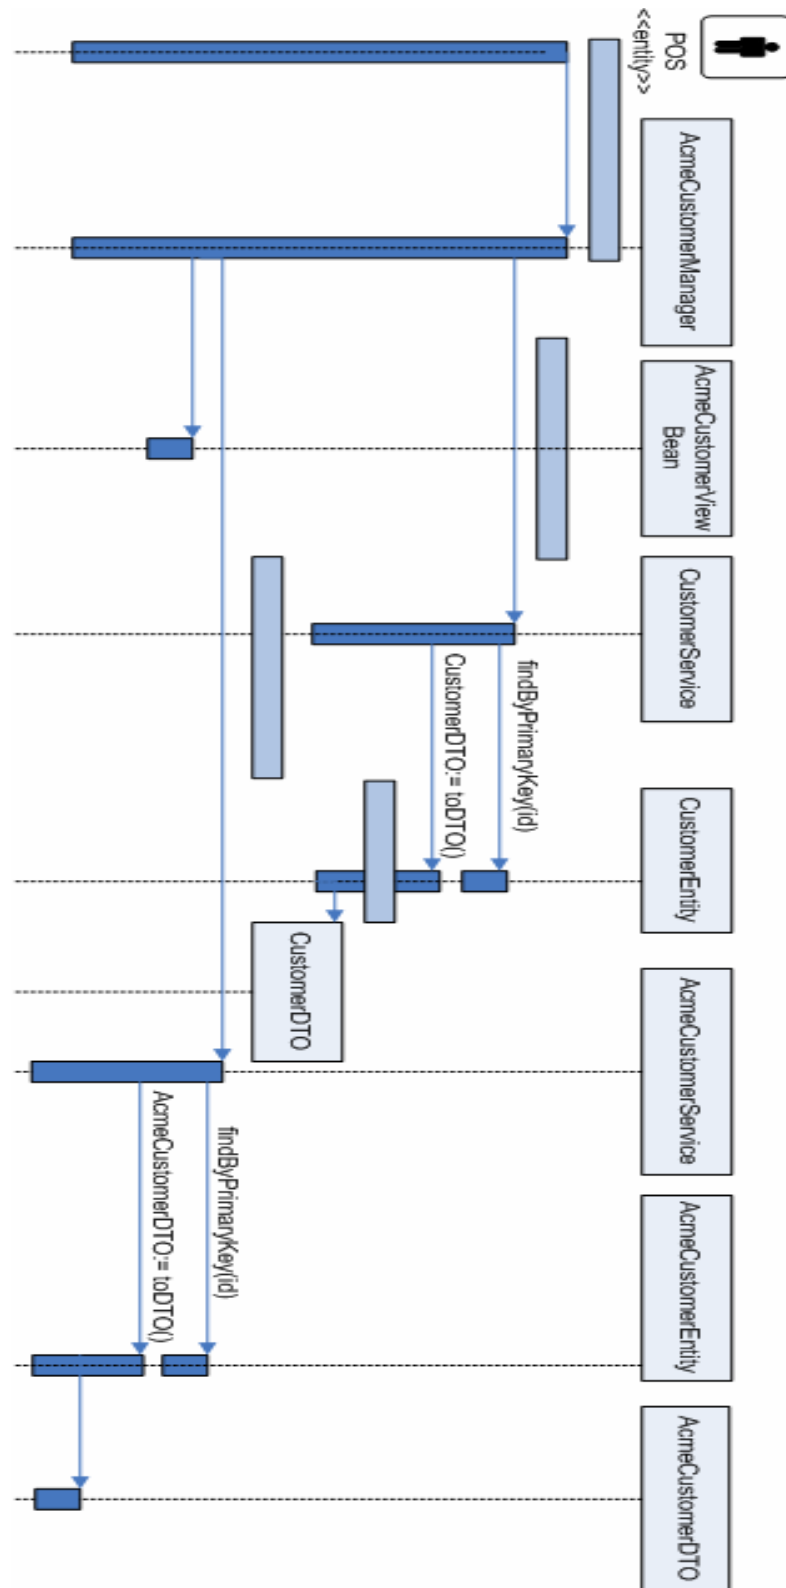 POS
<<entity>>
AcmeCustomerManager
AcmeCustomerView
Bean
CustomerService
CustomerEntity
AcmeCustomerService
AcmeCustomerEntity
AcmeCustomerDTO
findByPrimaryKey(id)
CustomerDTO:= toDTO()
CustomerDTO
findByPrimaryKey(id)
AcmeCustomerDTO:= toDTO()